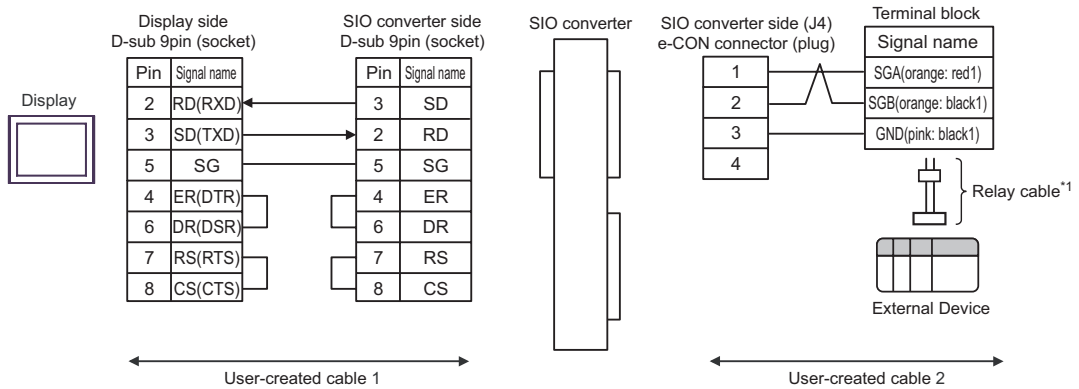 Display side
D-sub 9pin (socket)
SIO converter side
D-sub 9pin (socket)
SIO converter
SIO converter side (J4)
e-CON connector (plug)
Terminal block
Display
Pin Signal name
2 RD(RXD)
3 SD(TXD)
5 SG
4 ER(DTR)
6 DR(DSR)
7 RS(RTS)
8 CS(CTS)
Pin Signal name
3 SD
2 RD
5 SG
4 ER
6 DR
7 RS
8 CS
1
2
3
4
Signal name
SGA(orange: red1)
SGB(orange: black1)
GND(pink: black1)
Relay cable*1
External Device
User-created cable 1
User-created cable 2